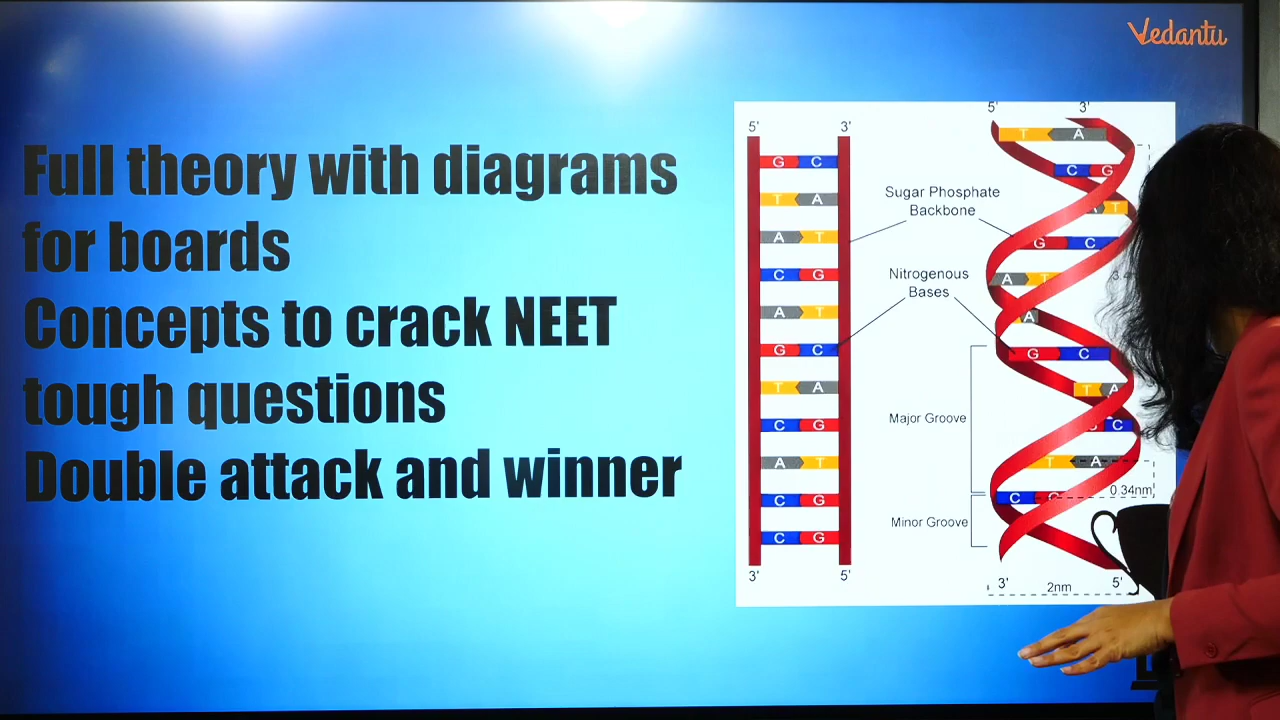 Vedantu
Full theory with diagrams
for boards
Concepts to crack NEET
tough questions
Double attack and winner
5' 3'
G C
T A
A T
C G
A T
G C
T A
C G
A T
C G
C G
3' 5'
Sugar Phosphate
Backbone
Nitrogenous
Bases
Major Groove
Minor Groove
5' 3'
T A
C G
T
G C
A T
A
G C
T A
C
T A
0.34nm
C G
3' 5'
2nm